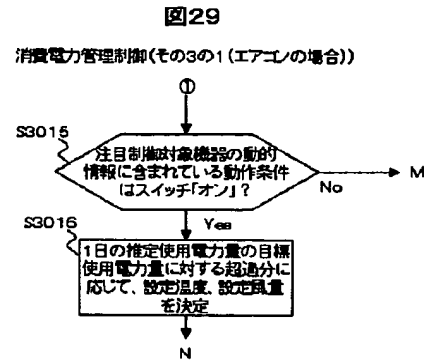 図29
消費電力管理制御(その3の1(エアコンの場合))
①
S3015
注目制御対象機器の動的
情報に含まれている動作条件
はスイッチ「オン」?
No
M
Yes
S3016
1日の推定使用電力量の目標
使用電力量に対する超過分に
応じて、設定温度、設定風量
を決定
N